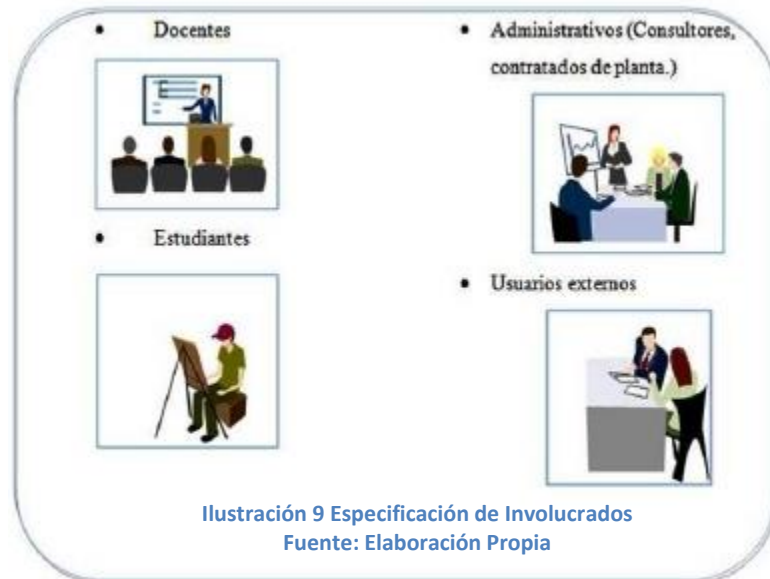 • Docentes
• Administrativos (Consultores,
contratados de planta.)
• Estudiantes
• Usuarios externos
Ilustración 9 Especificación de Involucrados
Fuente: Elaboración Propia